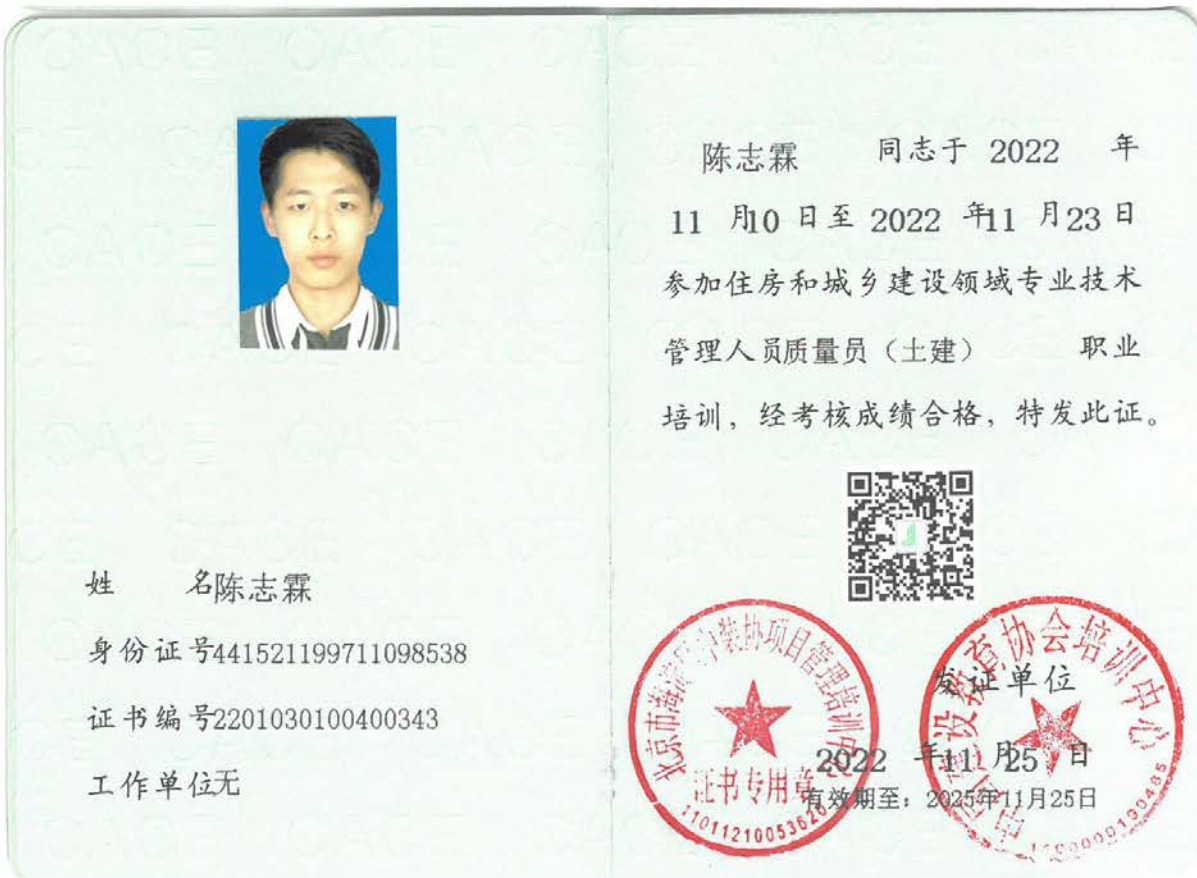 姓 名陈志霖
身份证号441521199711098538
证书编号2201030100400343
工作单位无
陈志霖 同志于 2022 年
11 月10 日至 2022 年11 月23 日
参加住房和城乡建设领域专业技术
管理人员质量员（土建） 职业
培训，经考核成绩合格，特发此证。
发证单位
2022 年11 月25 日
有效期至：2025年11月25日
证书专用章